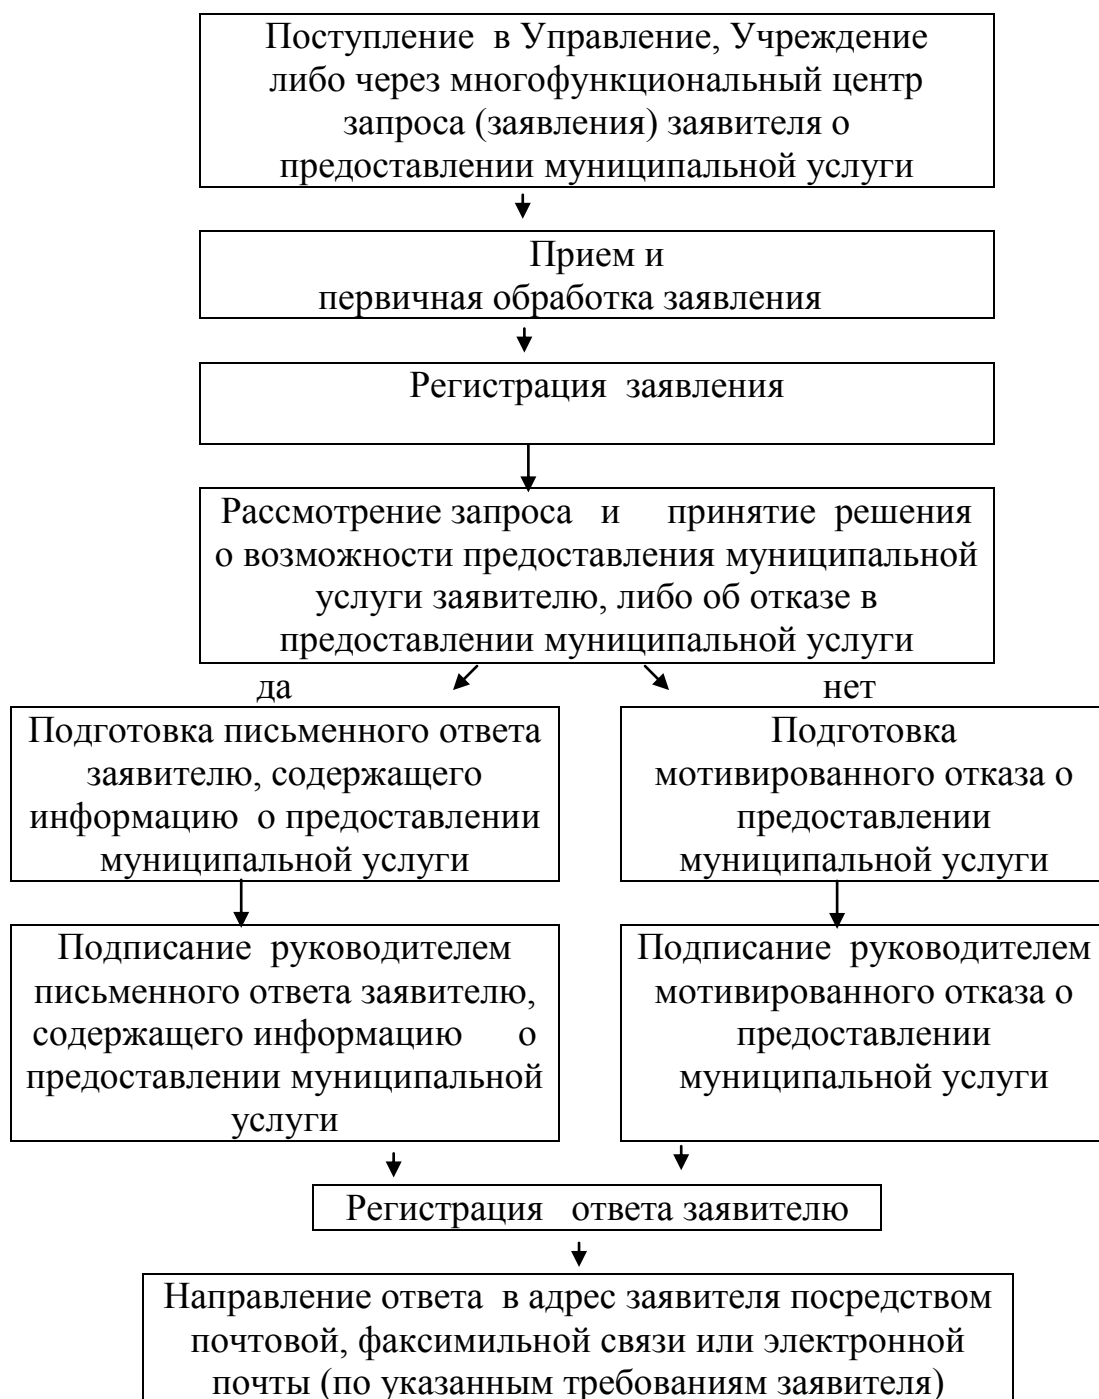 Поступление в Управление, Учреждение
либо через многофункциональный центр
запроса (заявления) заявителя о
предоставлении муниципальной услуги
Прием и
первичная обработка заявления
Регистрация заявления
Рассмотрение запроса и принятие решения
о возможности предоставления муниципальной
услуги заявителю, либо об отказе в
предоставлении муниципальной услуги
да
нет
Подготовка письменного ответа
заявителю, содержащего
информацию о предоставлении
муниципальной услуги
Подготовка
мотивированного отказа о
предоставлении
муниципальной услуги
Подписание руководителем
письменного ответа заявителю,
содержащего информацию о
предоставлении муниципальной
услуги
Подписание руководителем
мотивированного отказа о
предоставлении
муниципальной услуги
Регистрация ответа заявителю
Направление ответа в адрес заявителя посредством
почтовой, факсимильной связи или электронной
почты (по указанным требованиям заявителя)